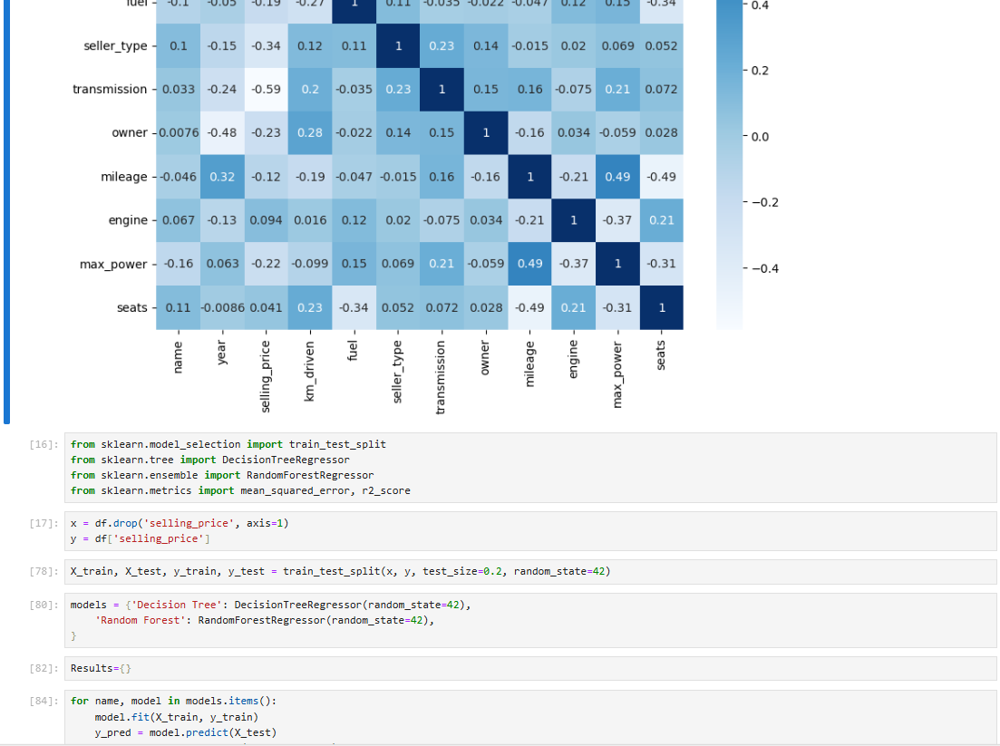 fuel -0.1 -0.05 -0.19 -0.27 1 0.11 -0.035 -0.022 -0.047 0.12 0.15 -0.34
0.4
seller_type 0.1 -0.15 -0.34 0.12 0.11 1 0.23 0.14 -0.015 0.02 0.069 0.052
0.2
transmission 0.033 -0.24 -0.59 0.2 -0.035 0.23 1 0.15 0.16 -0.075 0.21 0.072
owner 0.0076 -0.48 -0.23 0.28 -0.022 0.14 0.15 1 -0.16 0.034 -0.059 0.028
0.0
mileage -0.046 0.32 -0.12 -0.19 -0.047 -0.015 0.16 -0.16 1 -0.21 0.49 -0.49
−0.2
engine 0.067 -0.13 0.094 0.016 0.12 0.02 -0.075 0.034 -0.21 1 -0.37 0.21
max_power -0.16 0.063 -0.22 -0.099 0.15 0.069 0.21 -0.059 0.49 -0.37 1 -0.31
−0.4
seats 0.11 -0.0086 0.041 0.23 -0.34 0.052 0.072 0.028 -0.49 0.21 -0.31 1
name year selling_price km_driven fuel seller_type transmission owner mileage engine max_power seats
[16]: from sklearn.model_selection import train_test_split
from sklearn.tree import DecisionTreeRegressor
from sklearn.ensemble import RandomForestRegressor
from sklearn.metrics import mean_squared_error, r2_score
[17]: x = df.drop('selling_price', axis=1)
y = df['selling_price']
[78]: X_train, X_test, y_train, y_test = train_test_split(x, y, test_size=0.2, random_state=42)
[80]: models = {'Decision Tree': DecisionTreeRegressor(random_state=42),
'Random Forest': RandomForestRegressor(random_state=42),
}
[82]: Results={}
[84]: for name, model in models.items():
model.fit(X_train, y_train)
y_pred = model.predict(X_test)